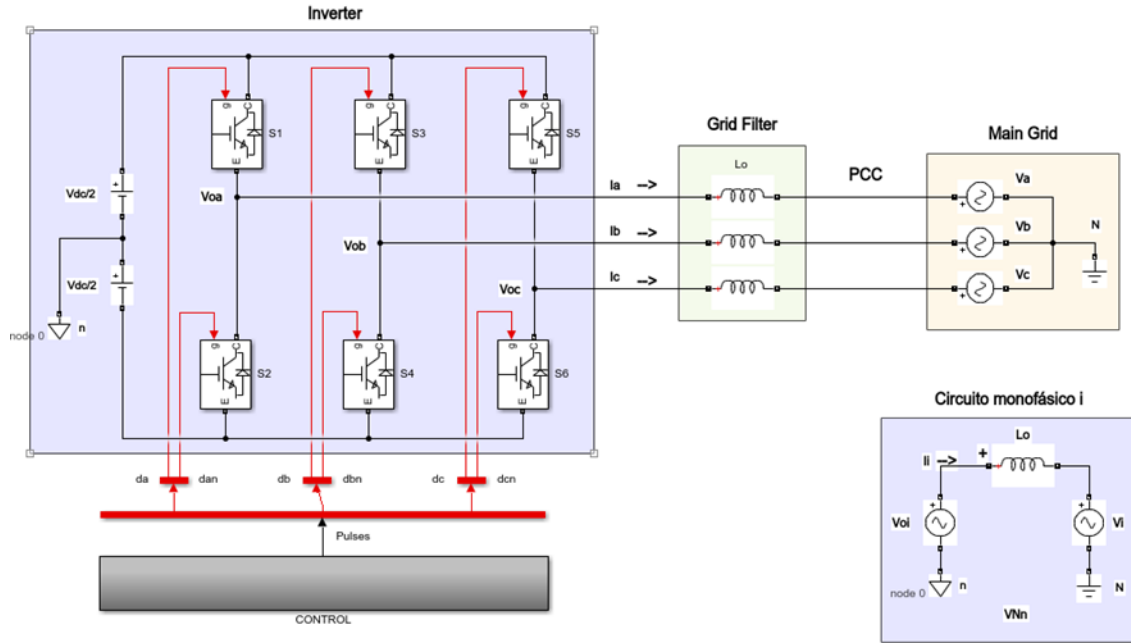 Inverter
g
C
E
S1
g
C
E
S3
g
C
E
S5
Vdc/2
+
Voa
Vob
Voc
Vdc/2
+
node 0
n
g
C
E
S2
g
C
E
S4
g
C
E
S6
da
dan
db
dbn
dc
dcn
Pulses
CONTROL
Ia -->
Ib -->
Ic -->
Grid Filter
Lo
PCC
Main Grid
Va
+
Vb
+
Vc
+
N
Circuito monofásico i
Lo
Ii -->
+
Voi
+
Vi
+
node 0
n
N
VNn